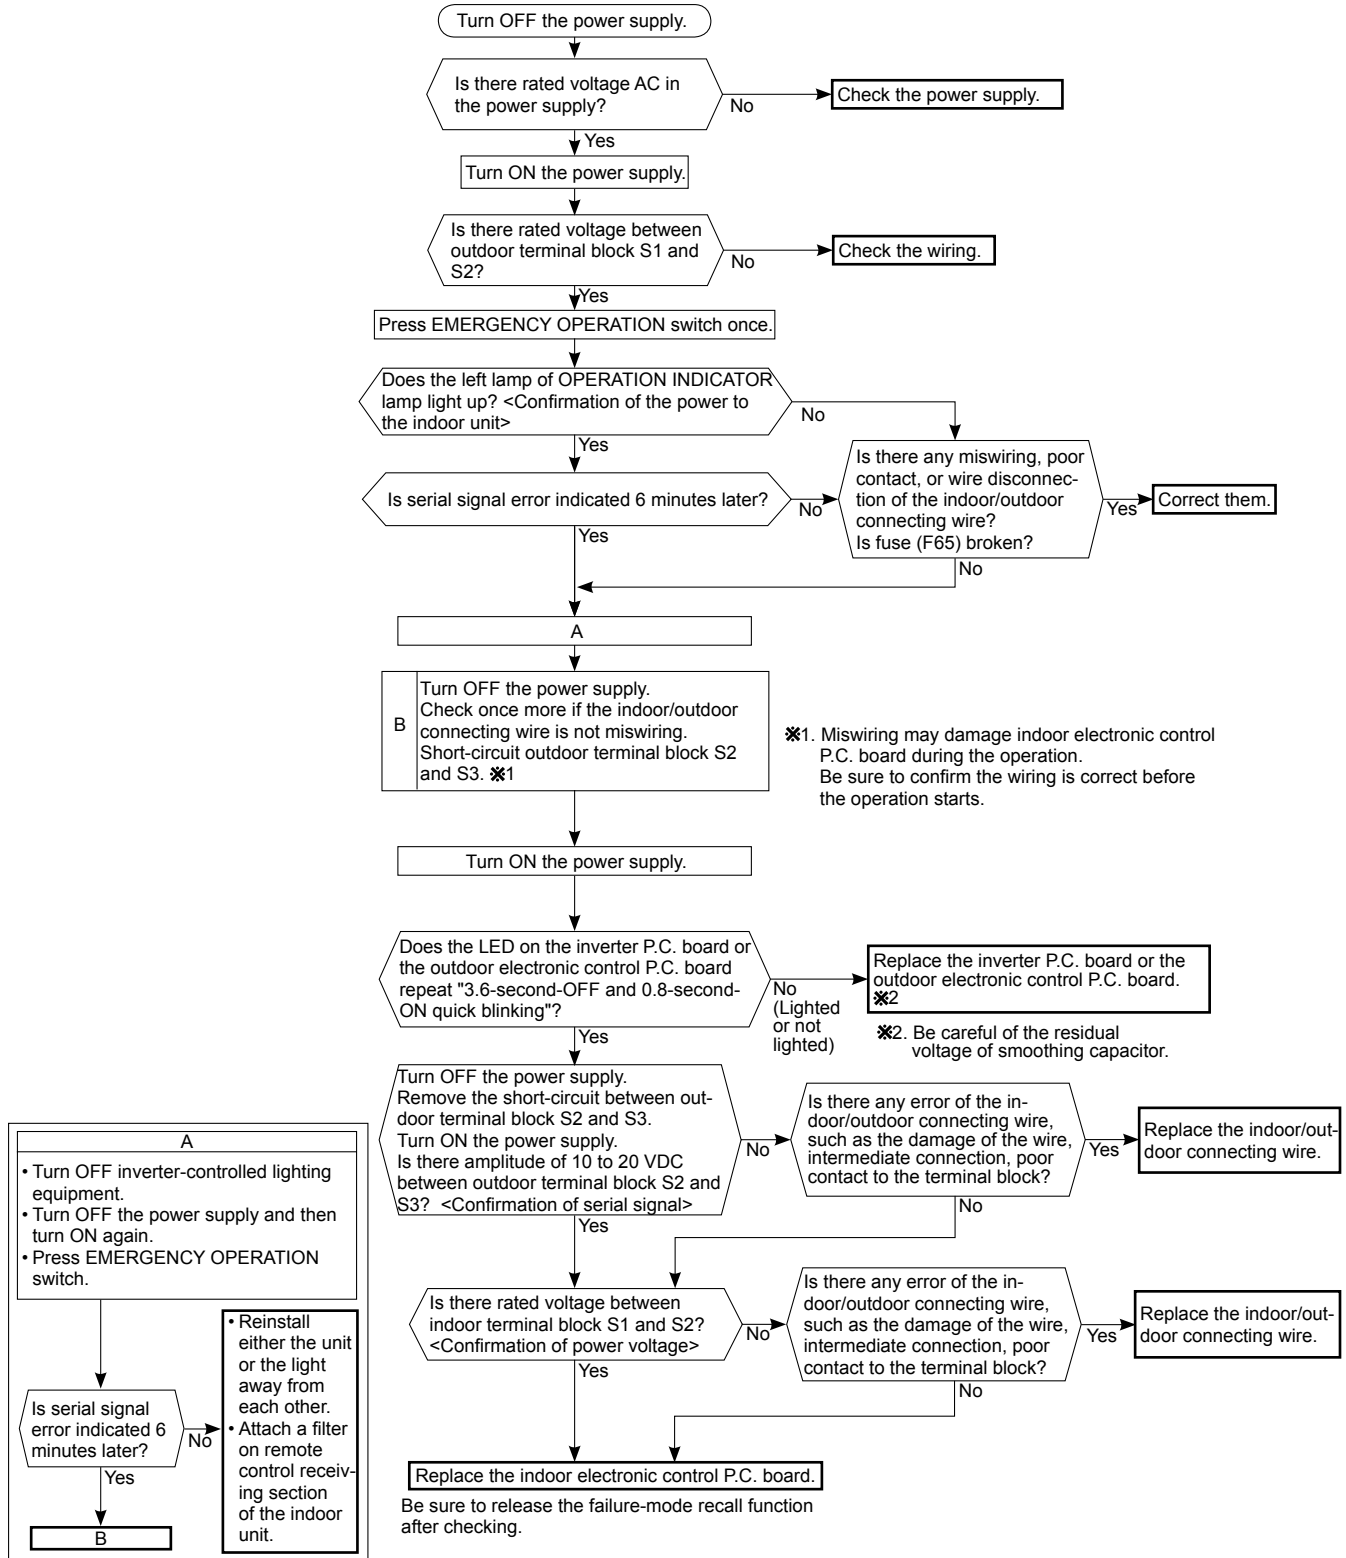 Turn OFF the power supply.
Is there rated voltage AC in
the power supply?
No
Check the power supply.
Yes
Turn ON the power supply.
Is there rated voltage between
outdoor terminal block S1 and
S2?
No
Check the wiring.
Yes
Press EMERGENCY OPERATION switch once.
Does the left lamp of OPERATION INDICATOR
lamp light up? <Confirmation of the power to
the indoor unit>
No
Yes
Is there any miswiring, poor
contact, or wire disconnec-
tion of the indoor/outdoor
connecting wire?
Is fuse (F65) broken?
Yes
Correct them.
No
Is serial signal error indicated 6 minutes later?
No
Yes
A
B
Turn OFF the power supply.
Check once more if the indoor/outdoor
connecting wire is not miswiring.
Short-circuit outdoor terminal block S2
and S3. ※1
※1. Miswiring may damage indoor electronic control
P.C. board during the operation.
Be sure to confirm the wiring is correct before
the operation starts.
Turn ON the power supply.
Does the LED on the inverter P.C. board or
the outdoor electronic control P.C. board
repeat "3.6-second-OFF and 0.8-second-
ON quick blinking"?
No
(Lighted
or not
lighted)
Replace the inverter P.C. board or the
outdoor electronic control P.C. board.
※2
※2. Be careful of the residual
voltage of smoothing capacitor.
Yes
Turn OFF the power supply.
Remove the short-circuit between out-
door terminal block S2 and S3.
Turn ON the power supply.
Is there amplitude of 10 to 20 VDC
between outdoor terminal block S2 and
S3? <Confirmation of serial signal>
No
Is there any error of the in-
door/outdoor connecting wire,
such as the damage of the wire,
intermediate connection, poor
contact to the terminal block?
Yes
Replace the indoor/out-
door connecting wire.
No
Yes
Is there rated voltage between
indoor terminal block S1 and S2?
<Confirmation of power voltage>
No
Is there any error of the in-
door/outdoor connecting wire,
such as the damage of the wire,
intermediate connection, poor
contact to the terminal block?
Yes
Replace the indoor/out-
door connecting wire.
No
Yes
Replace the indoor electronic control P.C. board.
Be sure to release the failure-mode recall function
after checking.
A
• Turn OFF inverter-controlled lighting
equipment.
• Turn OFF the power supply and then
turn ON again.
• Press EMERGENCY OPERATION
switch.
Is serial signal
error indicated 6
minutes later?
No
• Reinstall
either the unit
or the light
away from
each other.
• Attach a filter
on remote
control receiv-
ing section
of the indoor
unit.
Yes
B